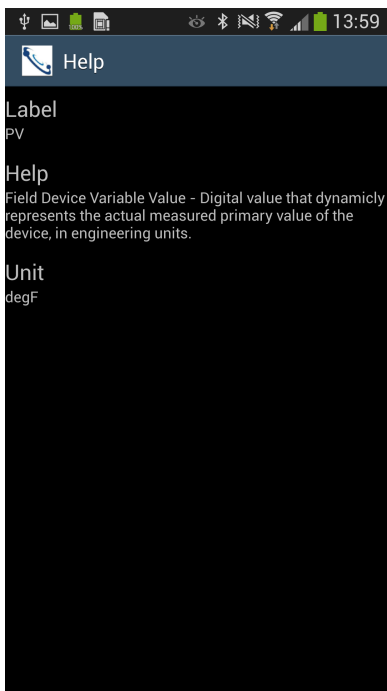 13:59
Help
Label
PV
Help
Field Device Variable Value - Digital value that dynamicly
represents the actual measured primary value of the
device, in engineering units.
Unit
degF